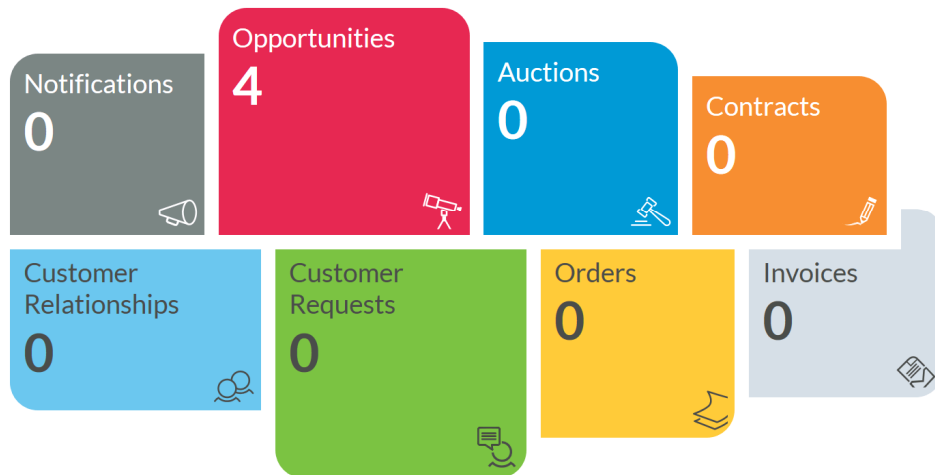 Notifications
0
Opportunities
4
Auctions
0
Contracts
0
Customer
Relationships
0
Customer
Requests
0
Orders
0
Invoices
0